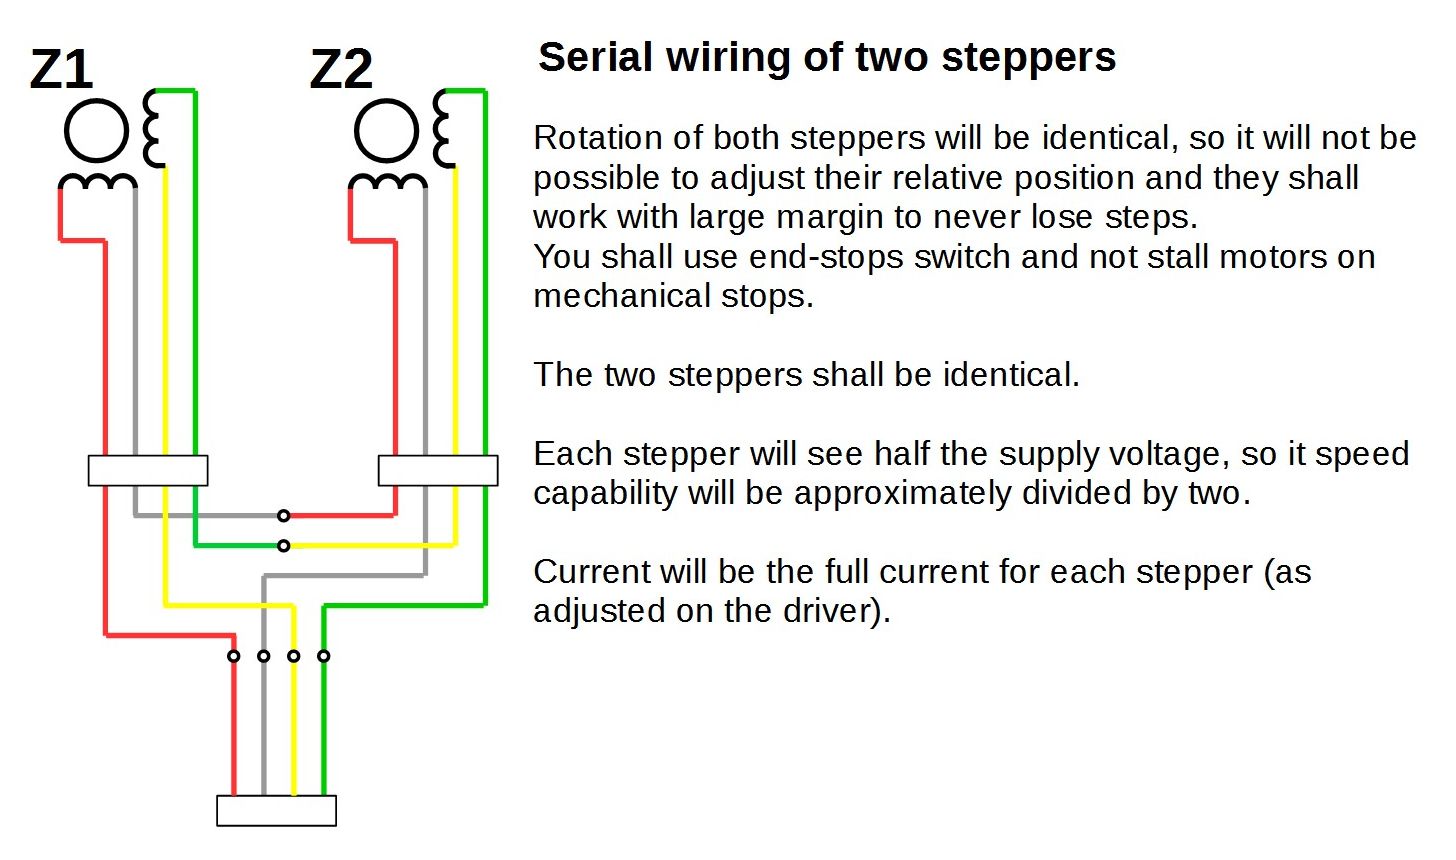 Z1
Z2
Serial wiring of two steppers
Rotation of both steppers will be identical, so it will not be
possible to adjust their relative position and they shall
work with large margin to never lose steps.
You shall use end-stops switch and not stall motors on
mechanical stops.
The two steppers shall be identical.
Each stepper will see half the supply voltage, so it speed
capability will be approximately divided by two.
Current will be the full current for each stepper (as
adjusted on the driver).